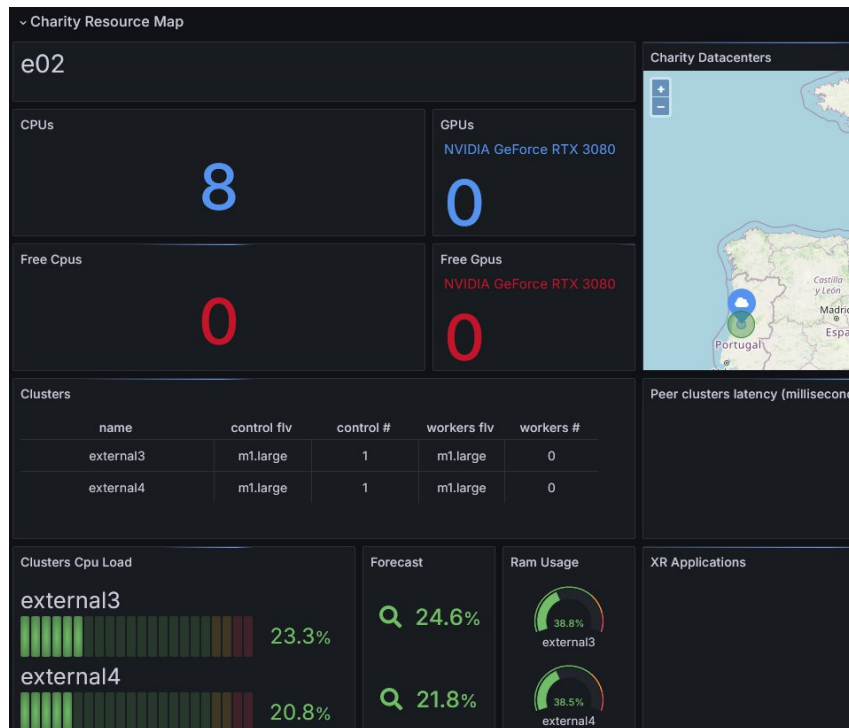 Charity Resource Map
e02
Charity Datacenters
+
−
CPUs
8
GPUs
NVIDIA GeForce RTX 3080
0
Free Cpus
0
Free Gpus
NVIDIA GeForce RTX 3080
0
Castilla
y León
Madrid
Espa
Portugal
Clusters
name control flv control # workers flv workers #
external3 m1.large 1 m1.large 0
external4 m1.large 1 m1.large 0
Peer clusters latency (millisecon
Clusters Cpu Load
external3
23.3%
external4
20.8%
Forecast
24.6%
21.8%
Ram Usage
38.8%
external3
38.5%
external4
XR Applications